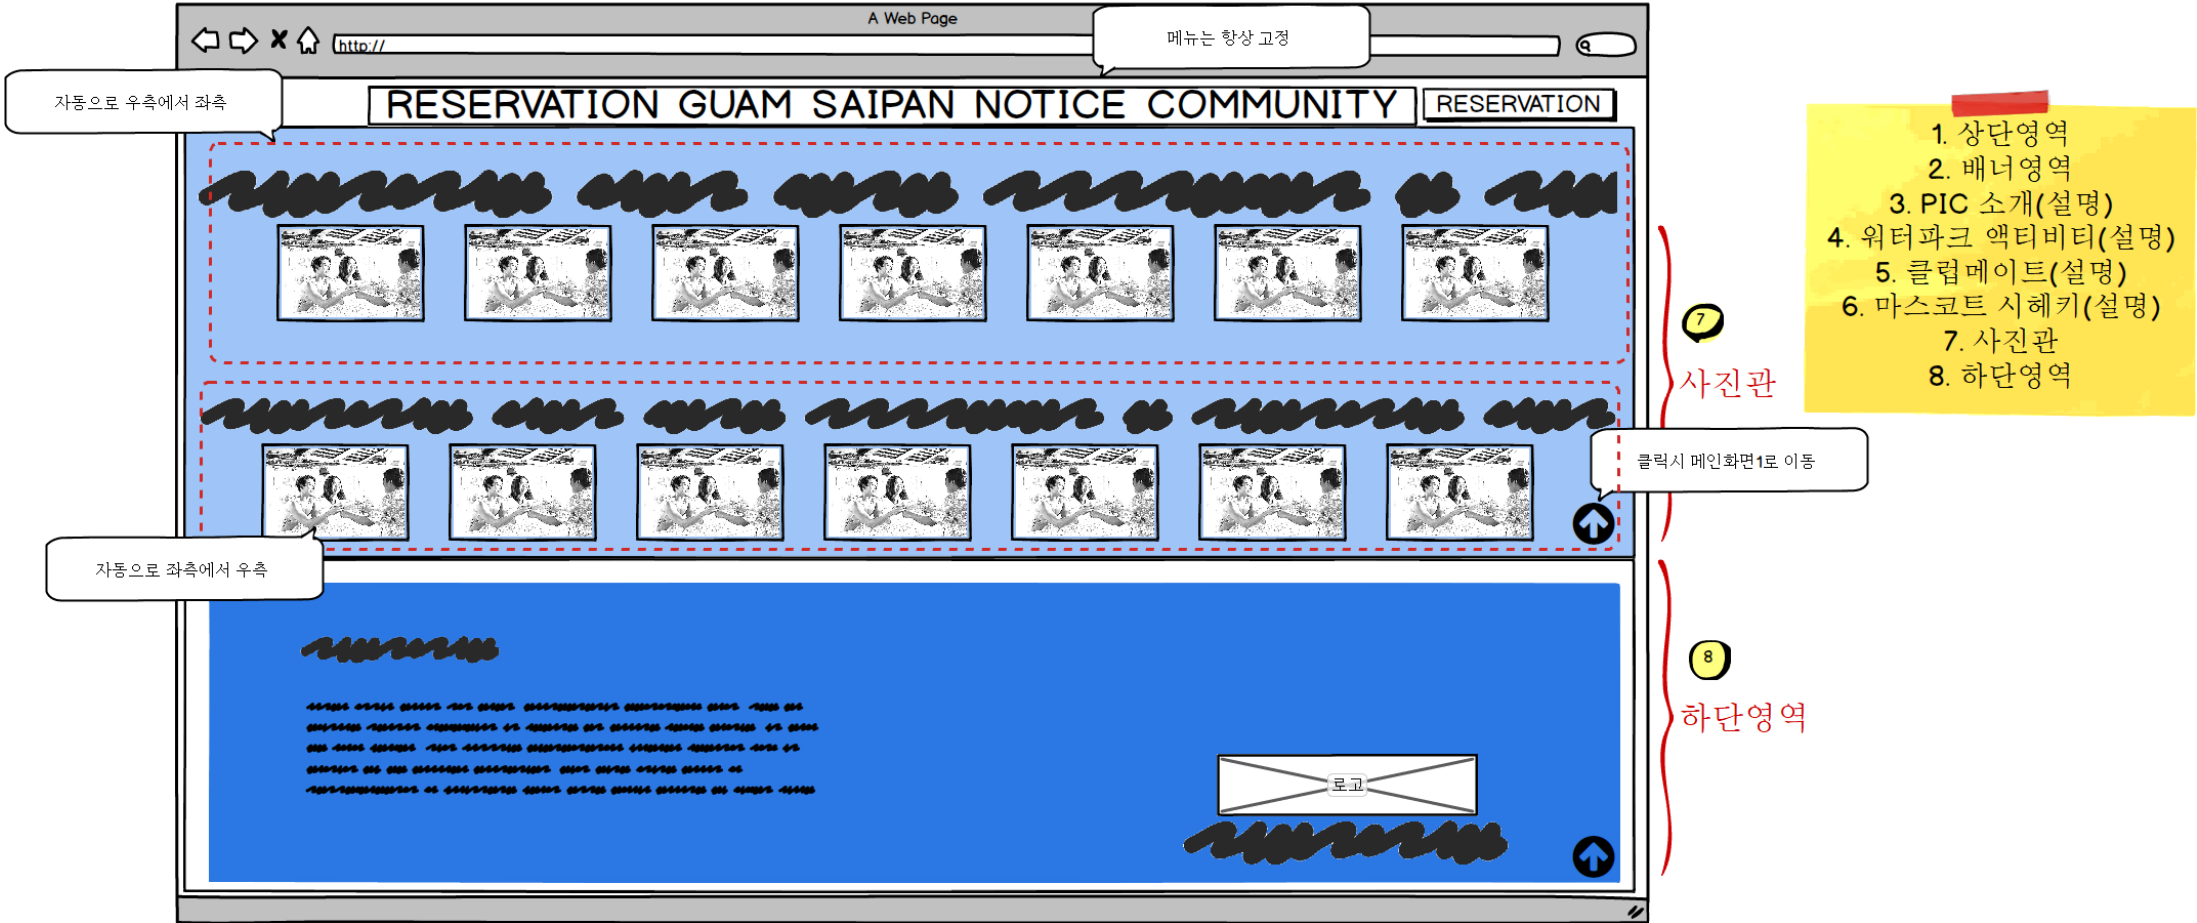 A Web Page
http://
메뉴는 항상 고정
자동으로 우측에서 좌측
RESERVATION GUAM SAIPAN NOTICE COMMUNITY
RESERVATION
1. 상단영역
2. 배너영역
3. PIC 소개(설명)
4. 워터파크 액티비티(설명)
5. 클럽메이트(설명)
6. 마스코트 시헤키(설명)
7. 사진관
8. 하단영역
7
사진관
클릭시 메인화면1로 이동
자동으로 좌측에서 우측
8
하단영역
로고